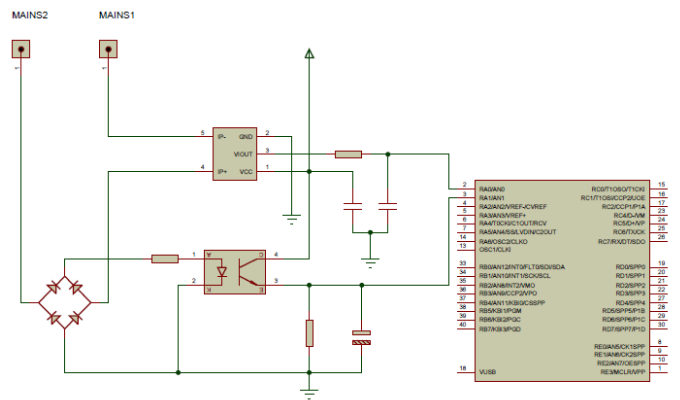 MAINS2
MAINS1
1
1
5 IP- GND 2
VIOUT 3
4 IP+ VCC 1
1 A C 4
2 K E 3
2 RA0/AN0 RC0/T1OSO/T1CKI 15
3 RA1/AN1 RC1/T1OSI/CCP2/UOE 16
4 RA2/AN2/VREF-/CVREF RC2/CCP1/P1A 17
5 RA3/AN3/VREF+ RC4/D-/VM 23
6 RA4/T0CKI/C1OUT/RCV RC5/D+/VP 24
7 RA5/AN4/SS/LVDIN/C2OUT RC6/TX/CK 25
14 RA6/OSC2/CLKO RC7/RX/DT/SDO 26
13 OSC1/CLKI
33 RB0/AN12/INT0/FLT0/SDI/SDA RD0/SPP0 19
34 RB1/AN10/INT1/SCK/SCL RD1/SPP1 20
35 RB2/AN8/INT2/VMO RD2/SPP2 21
36 RB3/AN9/CCP2/VPO RD3/SPP3 22
37 RB4/AN11/KBI0/CSSPP RD4/SPP4 27
38 RB5/KBI1/PGM RD5/SPP5/P1B 28
39 RB6/KBI2/PGC RD6/SPP6/P1C 29
40 RB7/KBI3/PGD RD7/SPP7/P1D 30
RE0/AN5/CK1SPP 8
RE1/AN6/CK2SPP 9
RE2/AN7/OESPP 10
18 VUSB RE3/MCLR/VPP 1